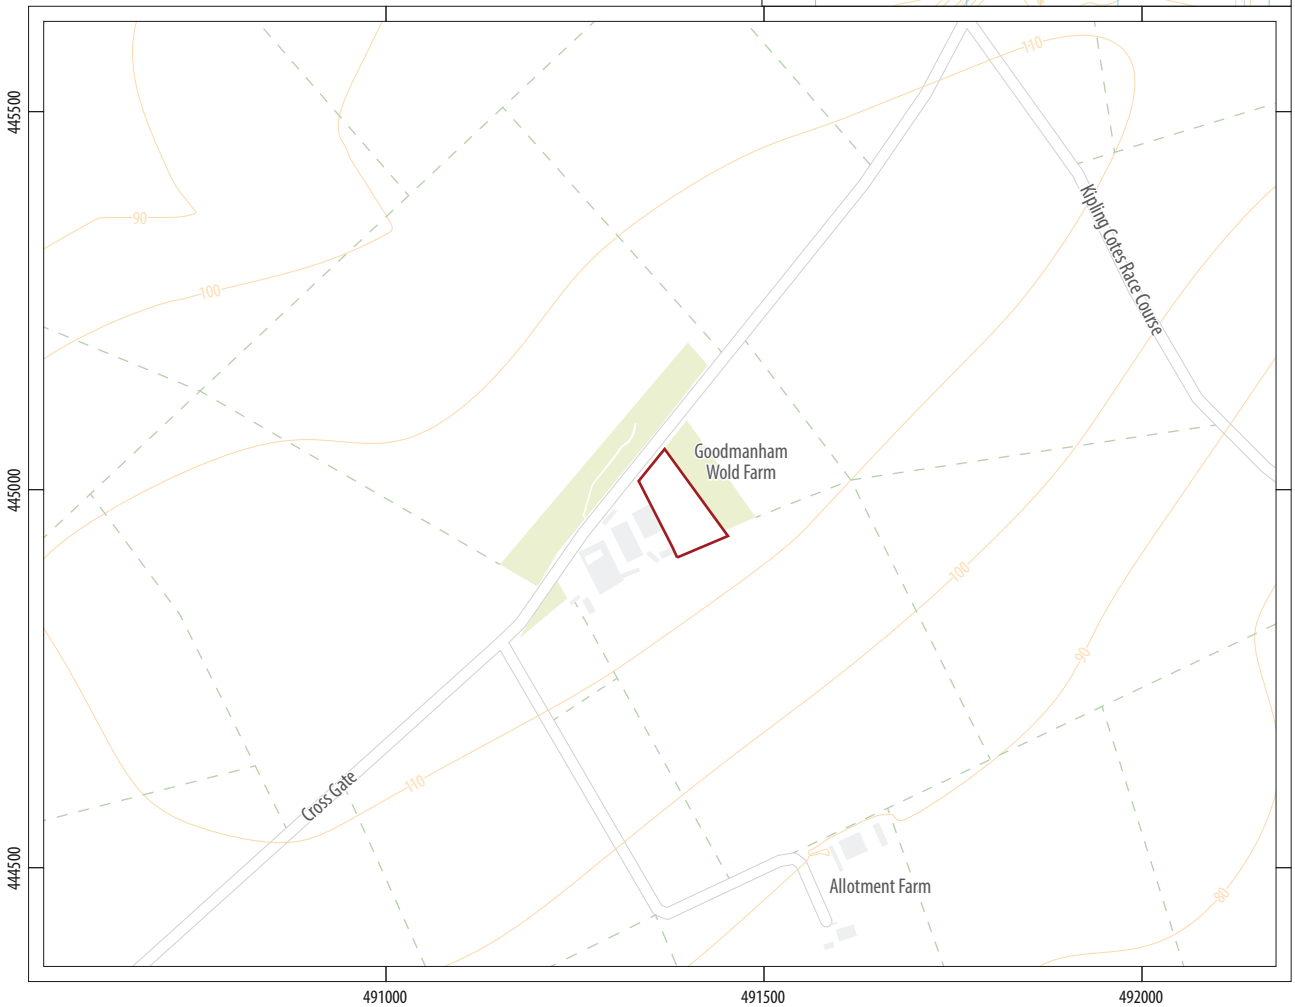 110
445500
Kipling Cotes Race Course
90
100
Goodmanham
Wold Farm
445000
100
90
110
Cross Gate
444500
Allotment Farm
80
491000
491500
492000